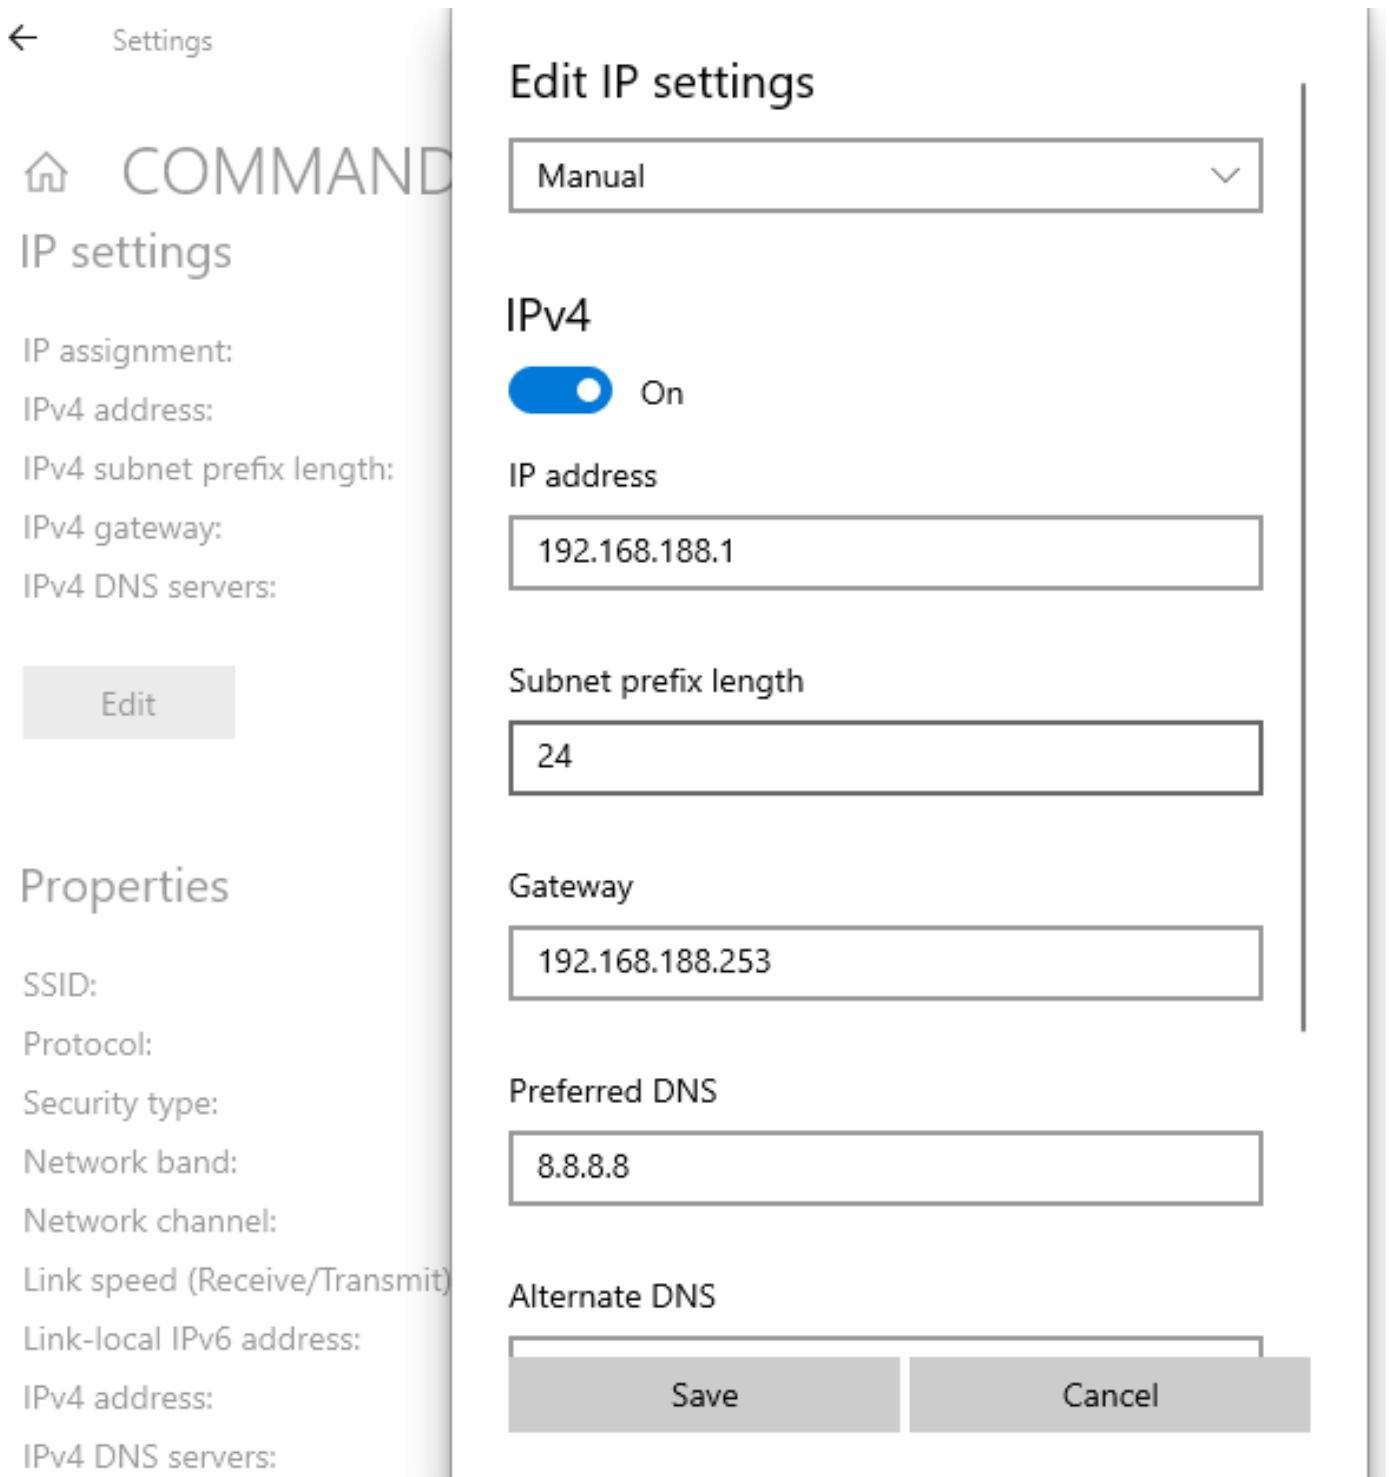 Settings
COMMAND
IP settings
IP assignment:
IPv4 address:
IPv4 subnet prefix length:
IPv4 gateway:
IPv4 DNS servers:
Edit
Properties
SSID:
Protocol:
Security type:
Network band:
Network channel:
Link speed (Receive/Transmit)
Link-local IPv6 address:
IPv4 address:
IPv4 DNS servers:
Edit IP settings
Manual
IPv4
On
IP address
192.168.188.1
Subnet prefix length
24
Gateway
192.168.188.253
Preferred DNS
8.8.8.8
Alternate DNS
Save
Cancel